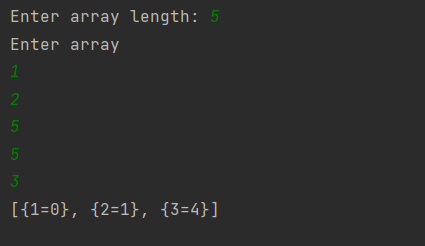 Enter array length: 5
Enter array
1
2
5
5
3
[{1=0}, {2=1}, {3=4}]